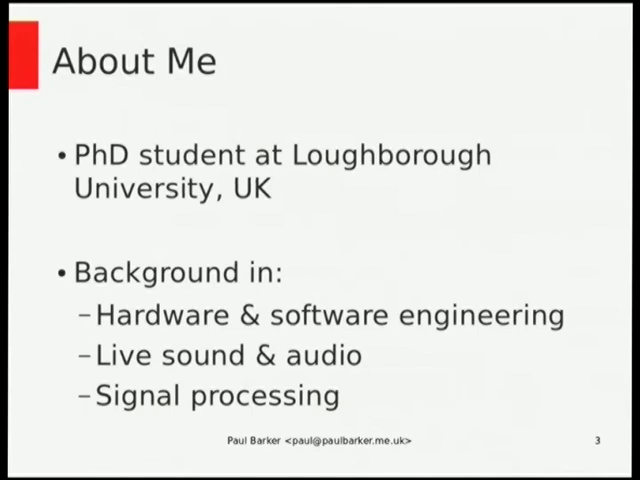 About Me
• PhD student at Loughborough
University, UK
• Background in:
–Hardware & software engineering
–Live sound & audio
–Signal processing
Paul Barker <paul@paulbarker.me.uk>
3